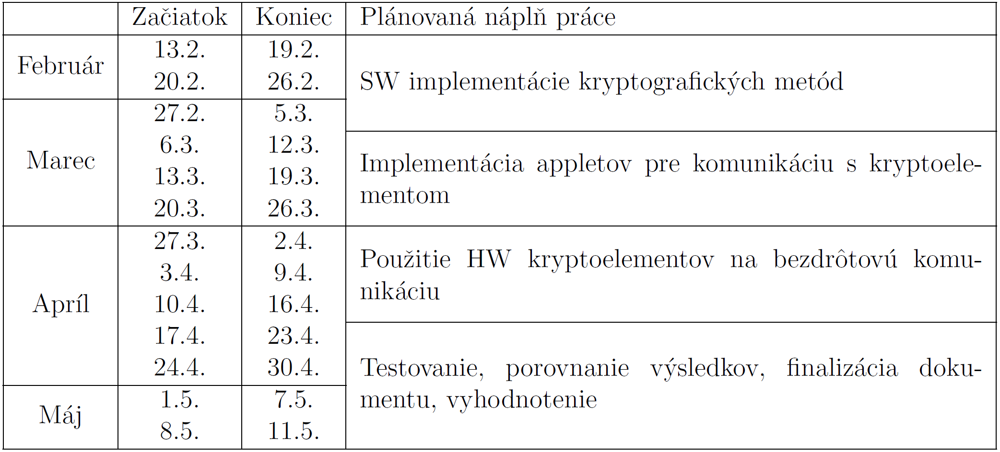 Začiatok Koniec Plánovaná náplň práce
Február
13.2. 19.2.
20.2. 26.2.
SW implementácie kryptografických metód
Marec
27.2. 5.3.
6.3. 12.3.
13.3. 19.3.
20.3. 26.3.
Implementácia appletov pre komunikáciu s kryptoele-
mentom
Apríl
27.3. 2.4.
3.4. 9.4.
10.4. 16.4.
17.4. 23.4.
24.4. 30.4.
Použitie HW kryptoelementov na bezdrôtovú komu-
nikáciu
Máj
1.5. 7.5.
8.5. 11.5.
Testovanie, porovnanie výsledkov, finalizácia doku-
mentu, vyhodnotenie